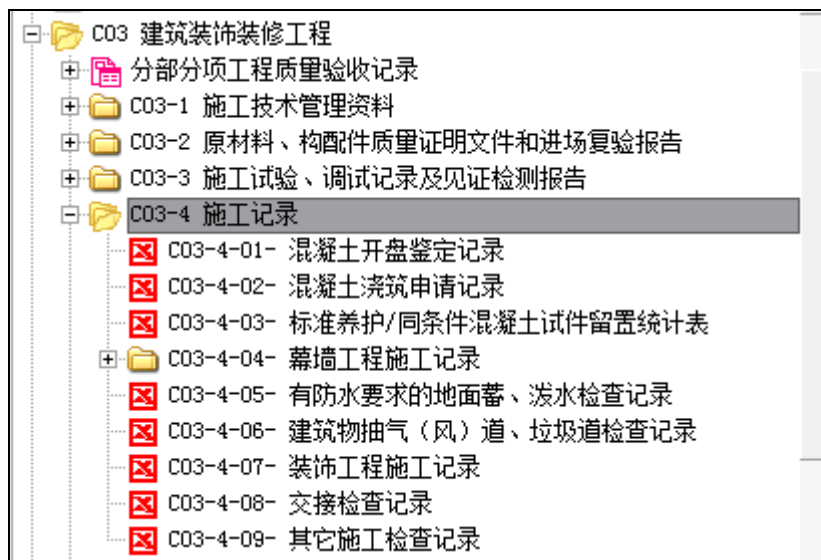 C03 建筑装饰装修工程
分部分项工程质量验收记录
C03-1 施工技术管理资料
C03-2 原材料、构配件质量证明文件和进场复验报告
C03-3 施工试验、调试记录及见证检测报告
C03-4 施工记录
C03-4-01- 混凝土开盘鉴定记录
C03-4-02- 混凝土浇筑申请记录
C03-4-03- 标准养护/同条件混凝土试件留置统计表
C03-4-04- 幕墙工程施工记录
C03-4-05- 有防水要求的地面蓄、泼水检查记录
C03-4-06- 建筑物抽气（风）道、垃圾道检查记录
C03-4-07- 装饰工程施工记录
C03-4-08- 交接检查记录
C03-4-09- 其它施工检查记录